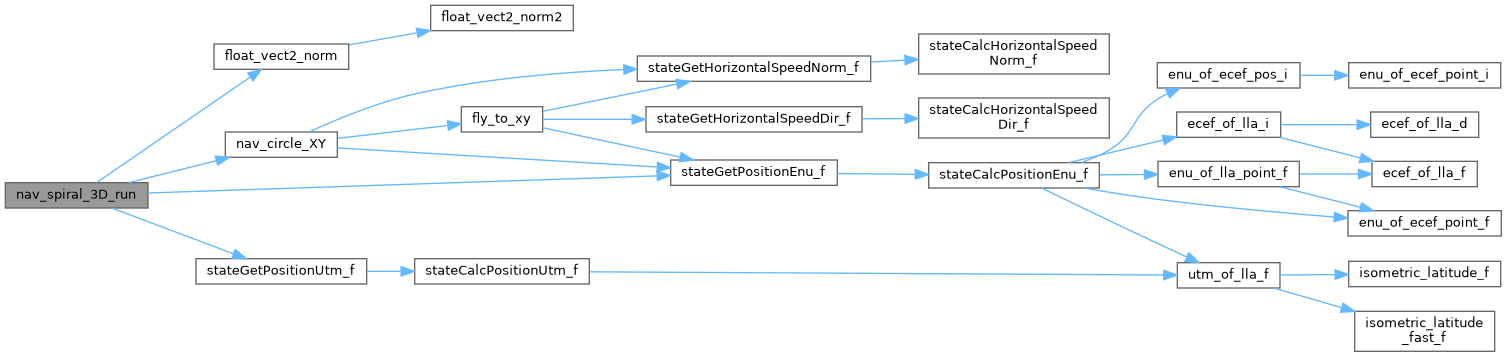 nav_spiral_3D_run
float_vect2_norm
float_vect2_norm2
nav_circle_XY
fly_to_xy
stateGetHorizontalSpeedNorm_f
stateCalcHorizontalSpeed
Norm_f
stateGetHorizontalSpeedDir_f
stateCalcHorizontalSpeed
Dir_f
stateGetPositionEnu_f
stateCalcPositionEnu_f
enu_of_ecef_pos_i
enu_of_ecef_point_i
ecef_of_lla_i
ecef_of_lla_d
enu_of_lla_point_f
ecef_of_lla_f
enu_of_ecef_point_f
stateGetPositionUtm_f
stateCalcPositionUtm_f
utm_of_lla_f
isometric_latitude_f
isometric_latitude
_fast_f